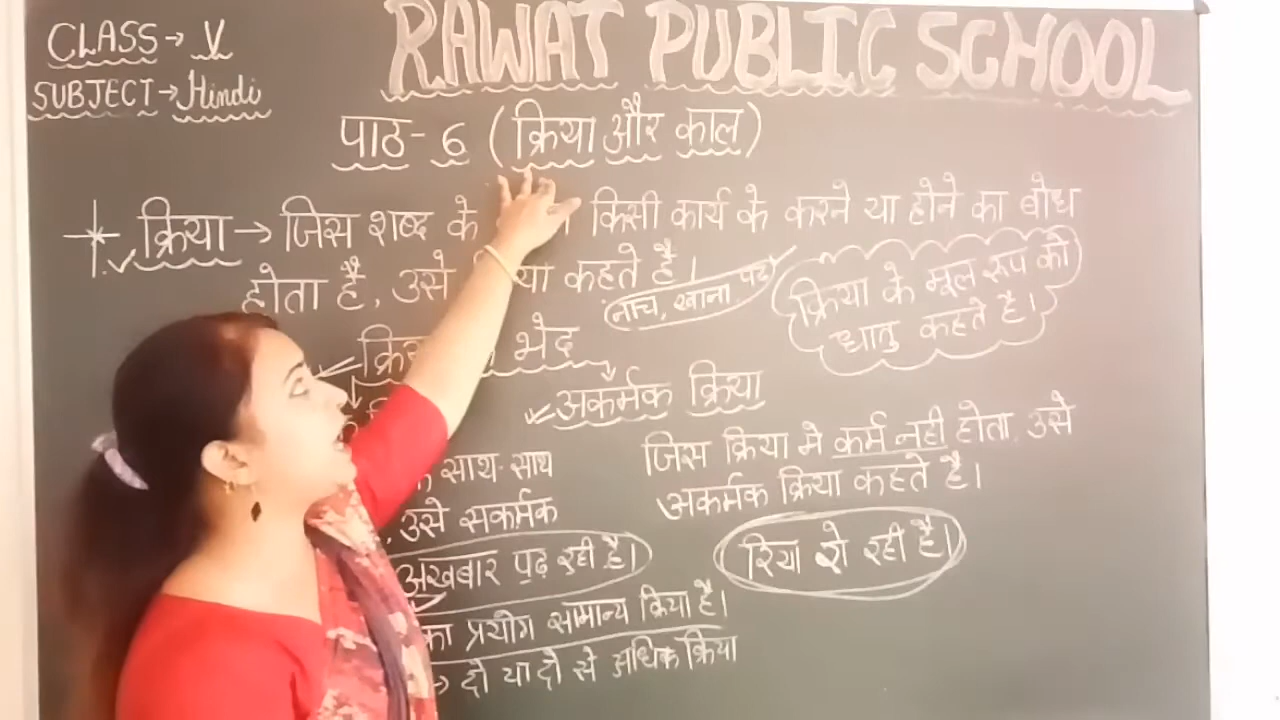 CLASS → V
SUBJECT → Hindi
RAWAT PUBLIC SCHOOL
पाठ - 6 (क्रिया और काल)
क्रिया → जिस शब्द के किसी कार्य के करने या होने का बोध
होता है, उसे कहते है।
नाच, खाना, पढ़
क्रिया के मूल रूप को
धातु कहते है।
भेद
अकर्मक क्रिया
साथ-साथ
उसे सकर्मक
अखबार पढ़ रही है।
जिस क्रिया मे कर्म नही होता, उसे
अकर्मक क्रिया कहते है।
रिया रो रही है।
का प्रयोग सामान्य क्रिया है।
→ दो या दो से अधिक क्रिया